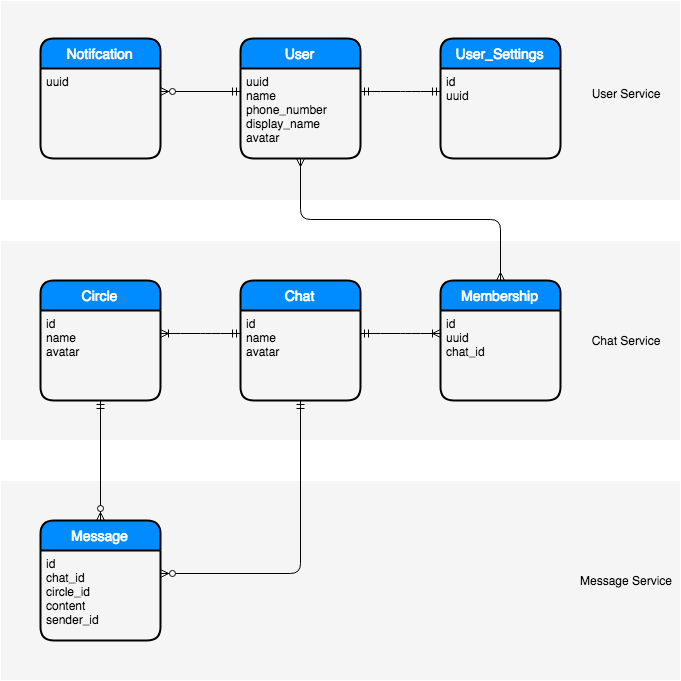 Notifcation
uuid
User
uuid
name
phone_number
display_name
avatar
User_Settings
id
uuid
User Service
Circle
id
name
avatar
Chat
id
name
avatar
Membership
id
uuid
chat_id
Chat Service
Message
id
chat_id
circle_id
content
sender_id
Message Service